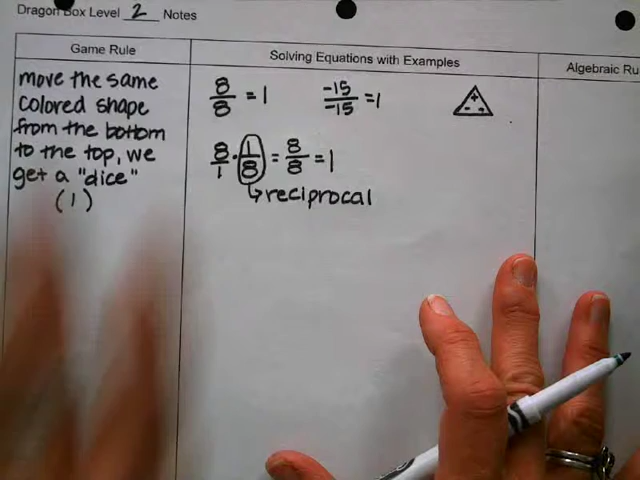 Dragon Box Level 2 Notes
Game Rule
Solving Equations with Examples
Algebraic Ru
move the same
colored shape
from the bottom
to the top, we
get a "dice"
(1)
8/8 = 1
-15/-15 = 1
+
- -
8/1 · 1/8 = 8/8 = 1
↳ reciprocal